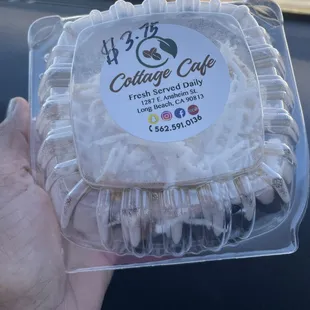 $3.75
Cottage Cafe
Fresh Served Daily
1287 E. Anaheim St.
Long Beach, CA 90813
562.591.0136